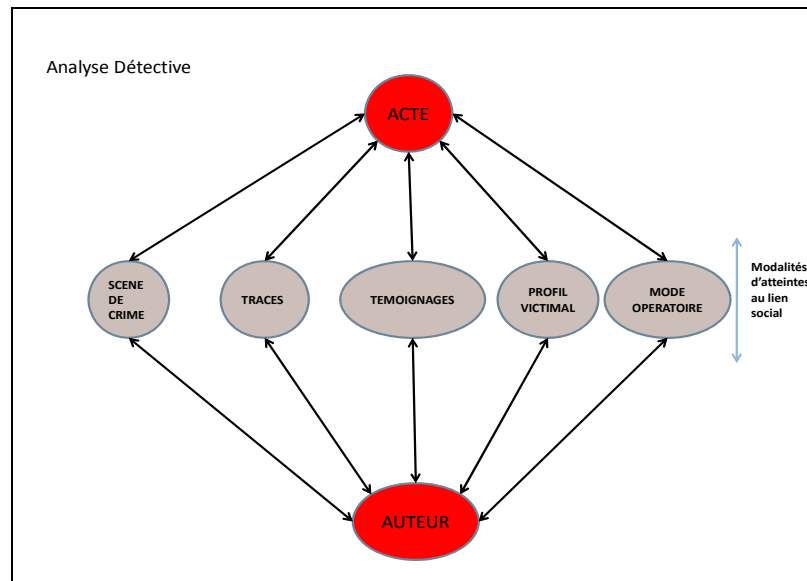 Analyse Détective
ACTE
SCENE
DE
CRIME
TRACES
TEMOIGNAGES
PROFIL
VICTIMAL
MODE
OPERATOIRE
Modalités
d'atteintes
au lien
social
AUTEUR